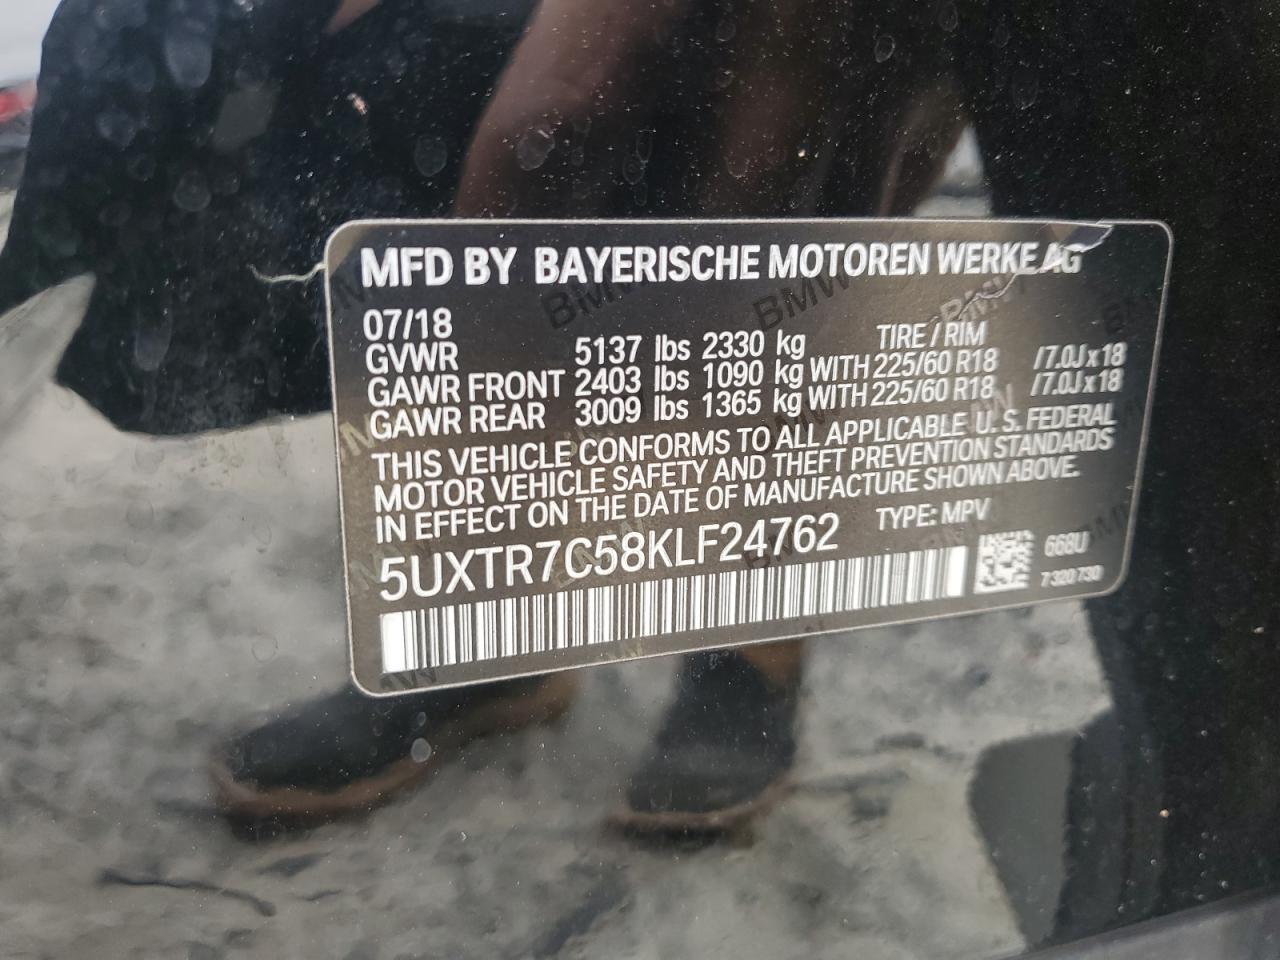 MFD BY BAYERISCHE MOTOREN WERKE AG
07/18 TIRE / RIM
GVWR 5137 lbs 2330 kg
GAWR FRONT 2403 lbs 1090 kg WITH 225/60 R18 /7.0J x 18
GAWR REAR 3009 lbs 1365 kg WITH 225/60 R18 /7.0J x 18
THIS VEHICLE CONFORMS TO ALL APPLICABLE U.S. FEDERAL
MOTOR VEHICLE SAFETY AND THEFT PREVENTION STANDARDS
IN EFFECT ON THE DATE OF MANUFACTURE SHOWN ABOVE.
5UXTR7C58KLF24762 TYPE: MPV
668U
7 320 730